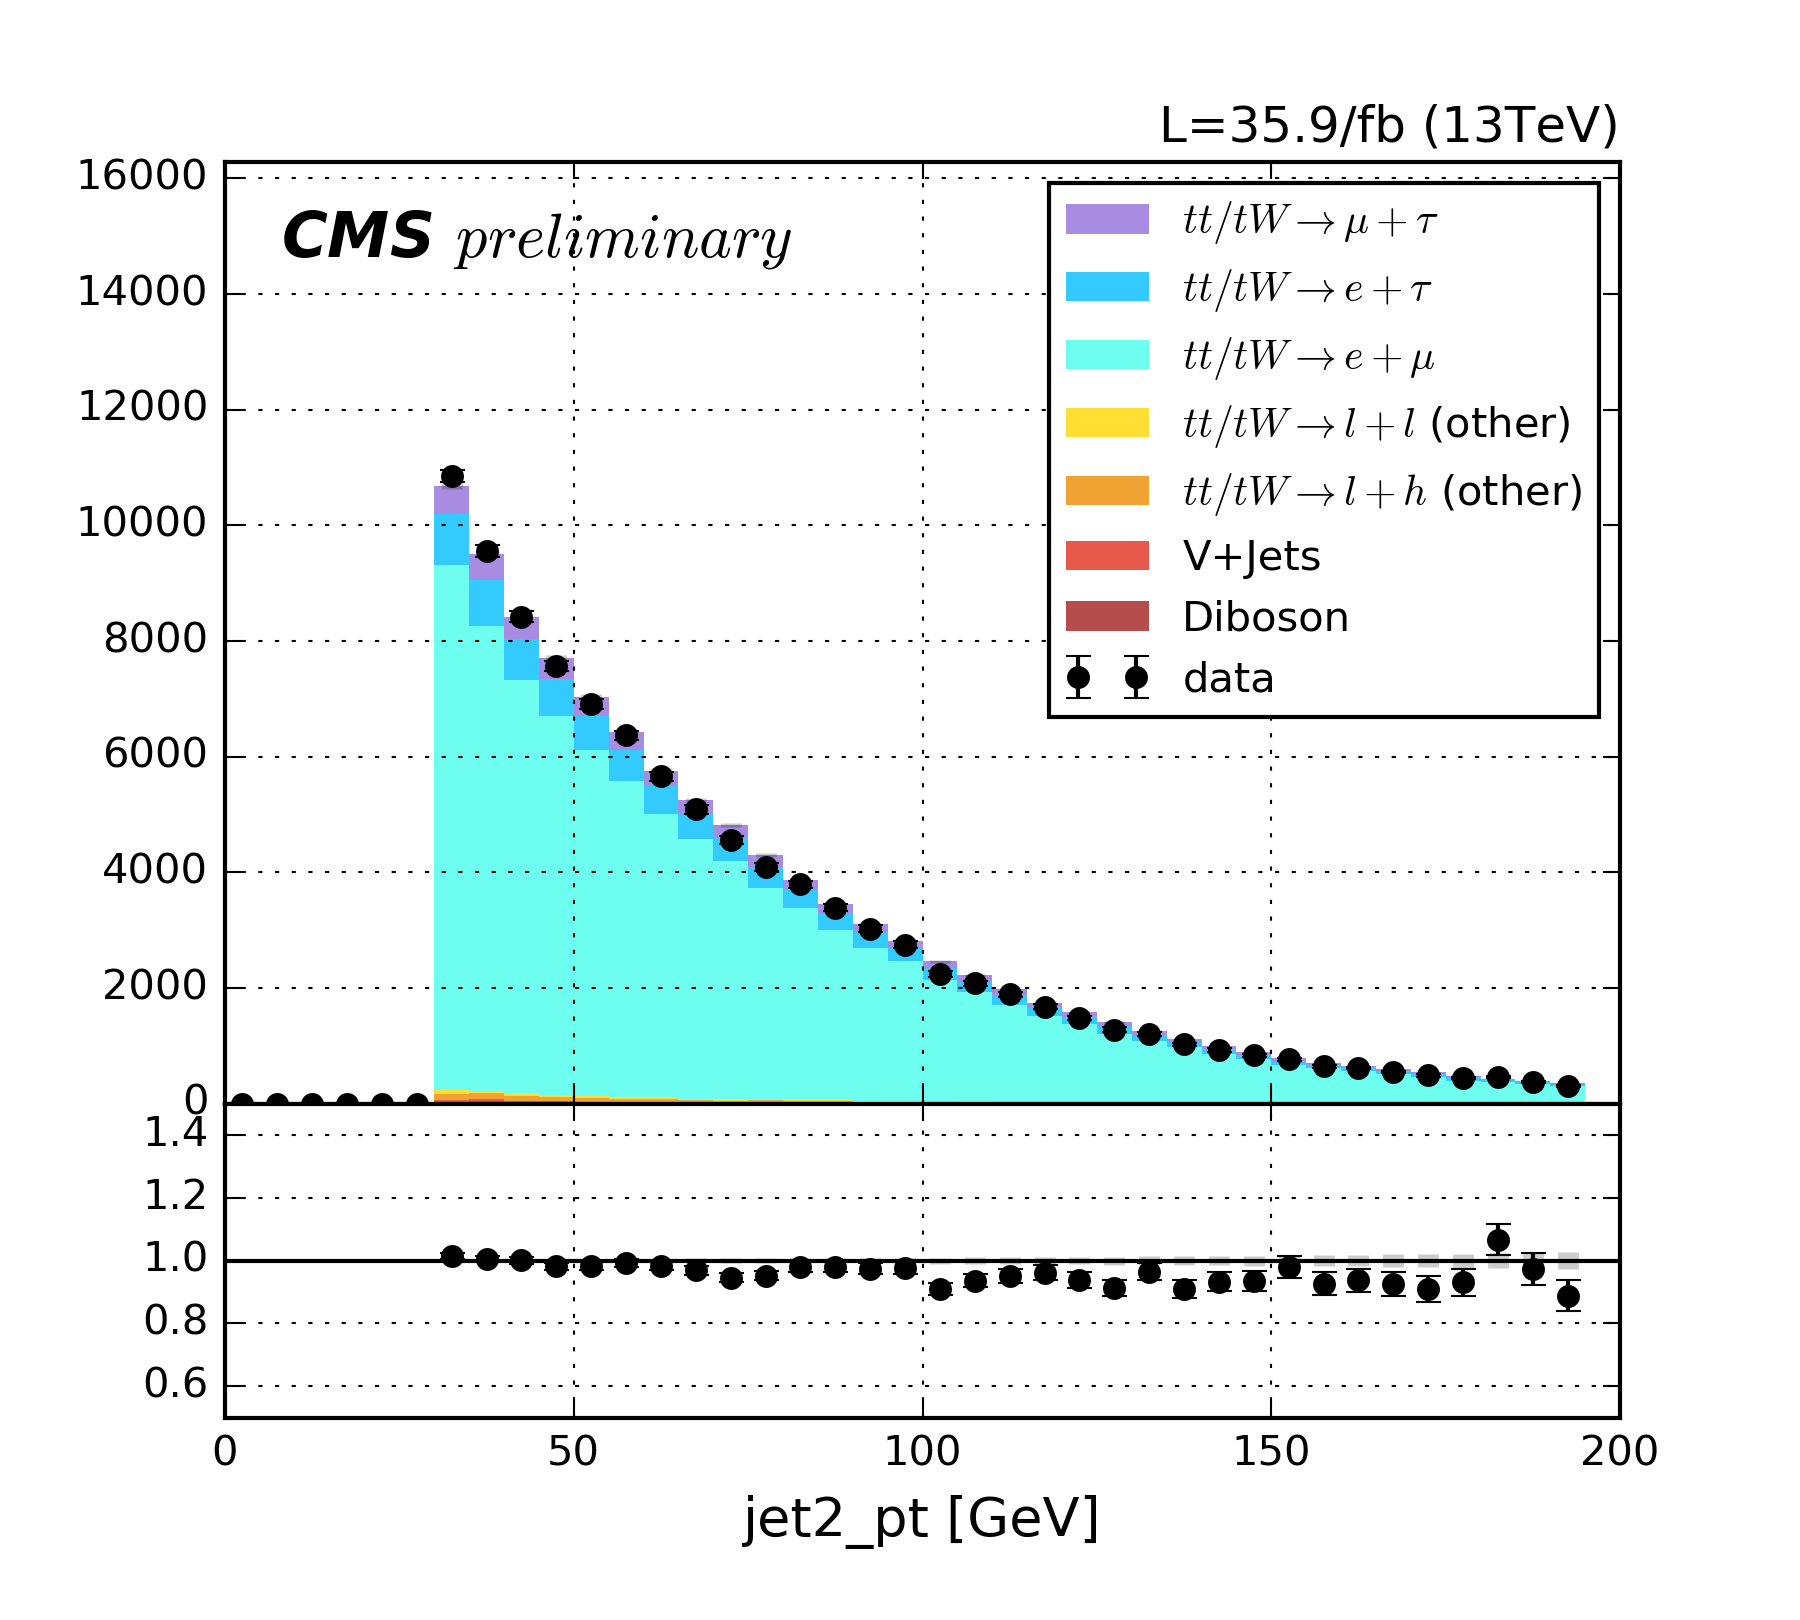 L=35.9/fb (13TeV)
CMS preliminary
16000
14000
12000
10000
8000
6000
4000
2000
0
tt/tW→μ+τ
tt/tW→e+τ
tt/tW→e+μ
tt/tW→l+l (other)
tt/tW→l+h (other)
V+Jets
Diboson
data
1.4
1.2
1.0
0.8
0.6
0 50 100 150 200
jet2_pt [GeV]